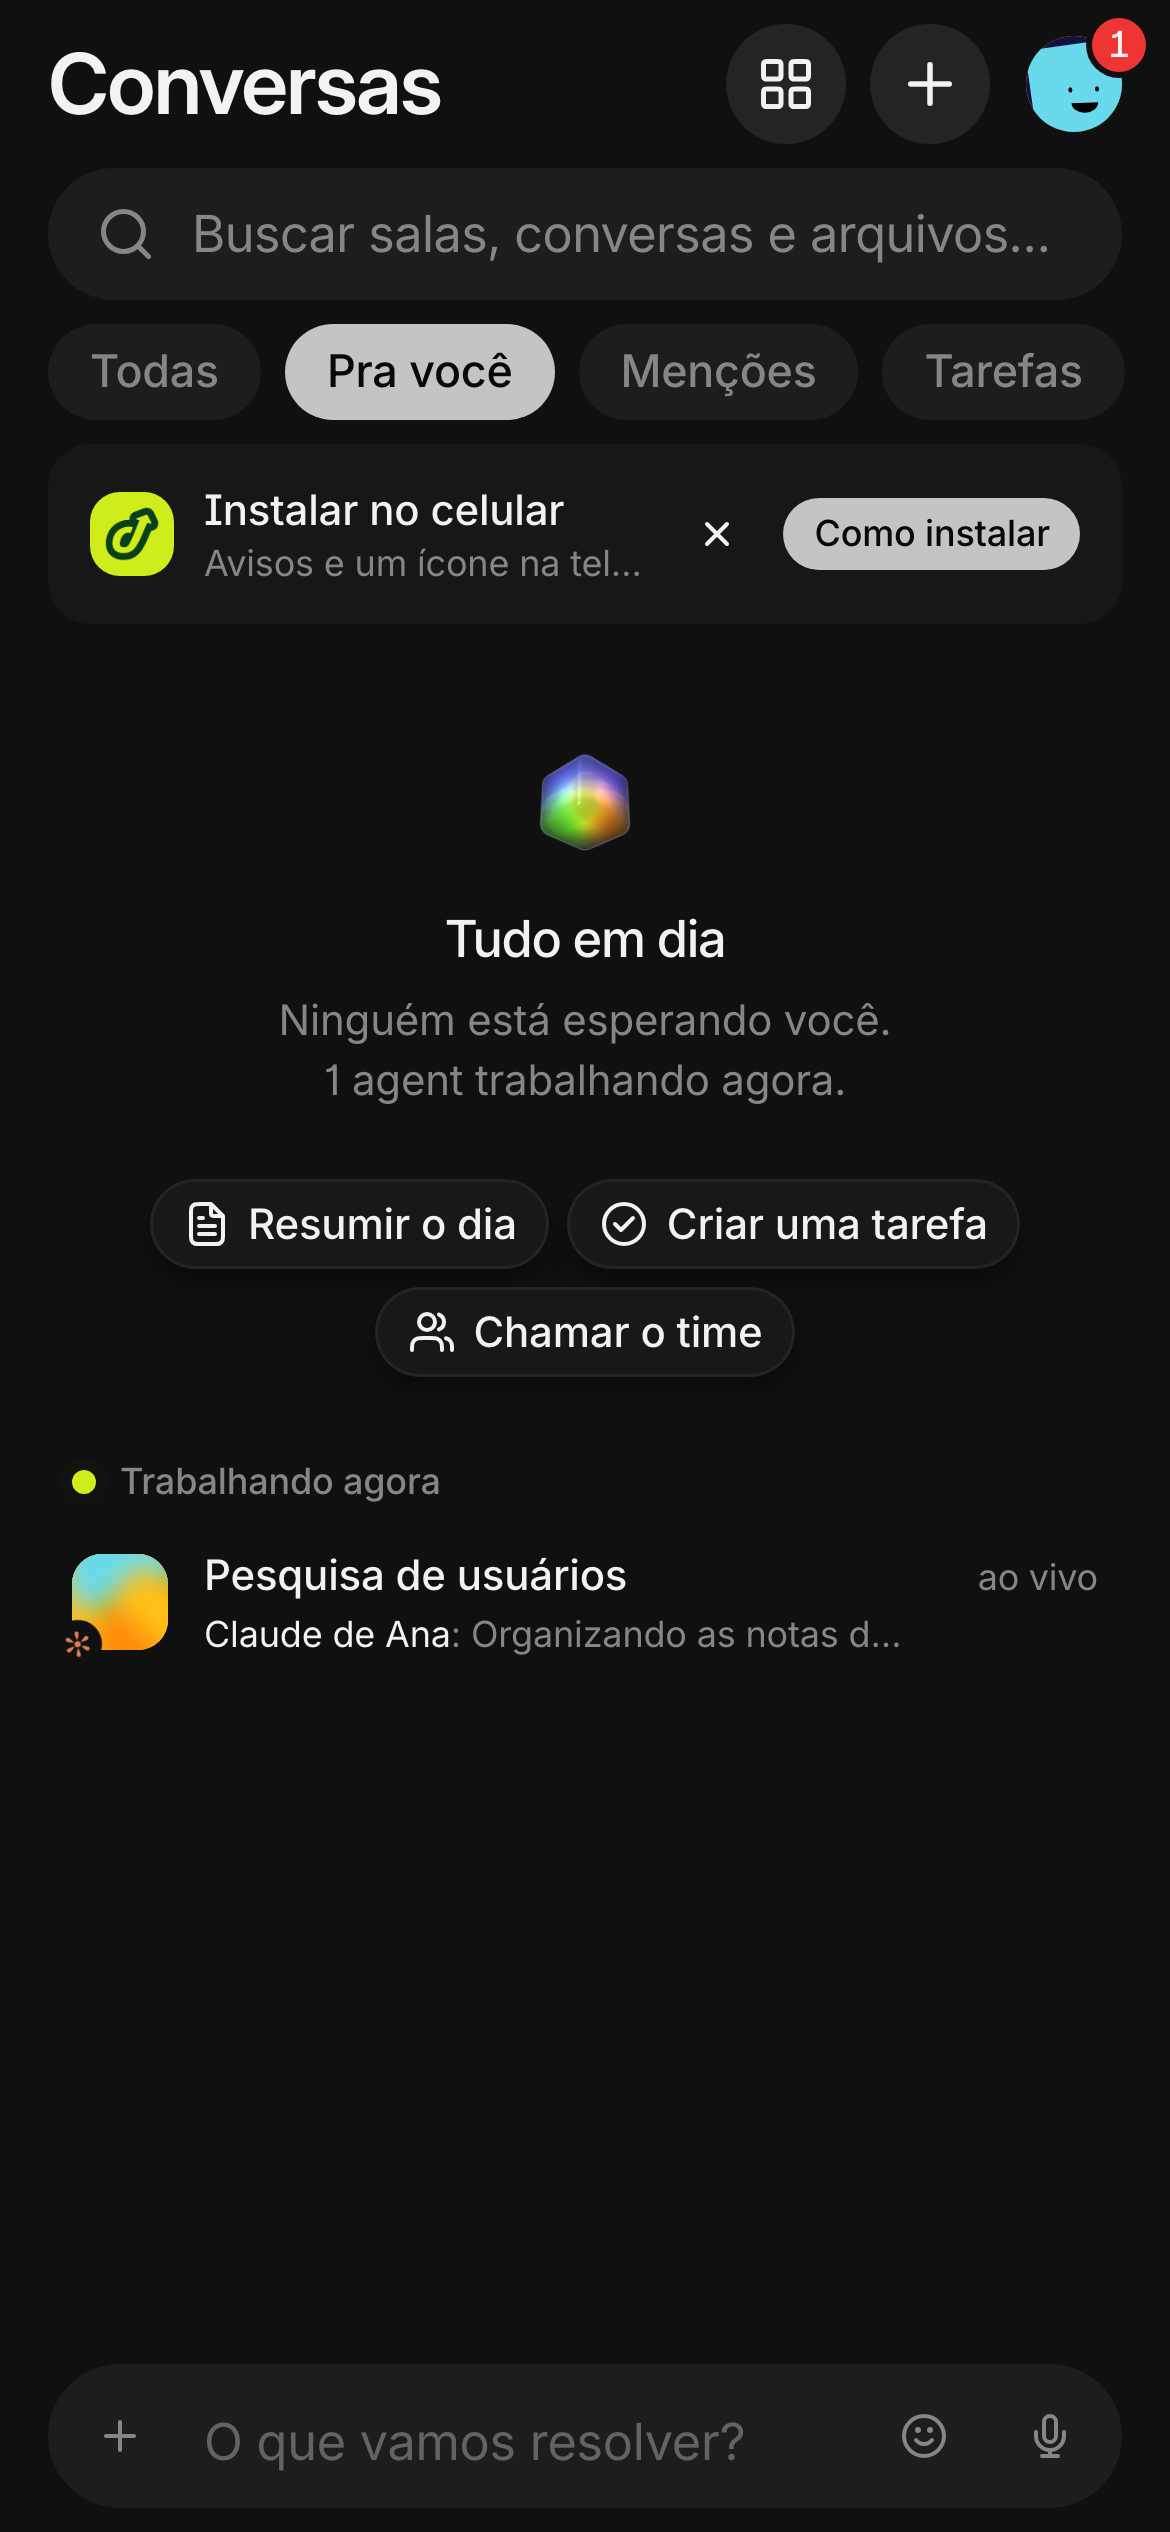 Conversas
1
Buscar salas, conversas e arquivos...
Todas
Pra você
Menções
Tarefas
Instalar no celular
Avisos e um ícone na tel...
Como instalar
Tudo em dia
Ninguém está esperando você.
1 agent trabalhando agora.
Resumir o dia
Criar uma tarefa
Chamar o time
Trabalhando agora
Pesquisa de usuários
ao vivo
Claude de Ana: Organizando as notas d...
O que vamos resolver?